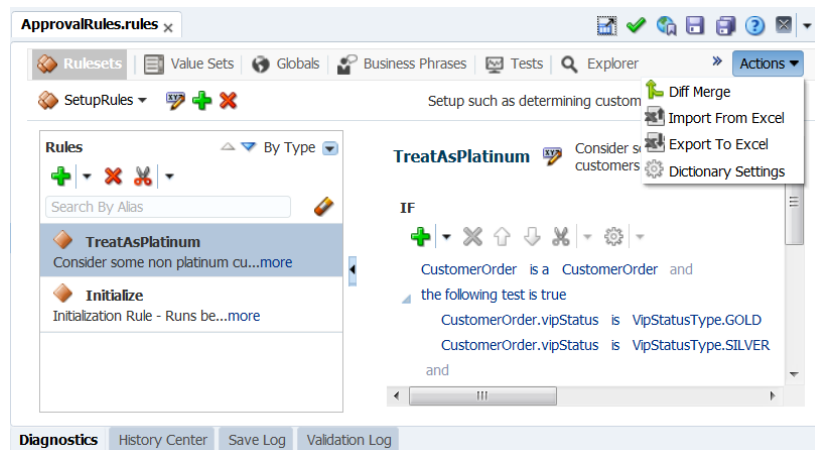 ApprovalRules.rules
Rulesets Value Sets Globals Business Phrases Tests Explorer » Actions
SetupRules Setup such as determining custom
Diff Merge
Import From Excel
Export To Excel
Dictionary Settings
Rules By Type
Search By Alias
TreatAsPlatinum
Consider some non platinum cu...more
Initialize
Initialization Rule - Runs be...more
TreatAsPlatinum Consider s
customers
IF
CustomerOrder is a CustomerOrder and
the following test is true
CustomerOrder.vipStatus is VipStatusType.GOLD
CustomerOrder.vipStatus is VipStatusType.SILVER
and
Diagnostics History Center Save Log Validation Log